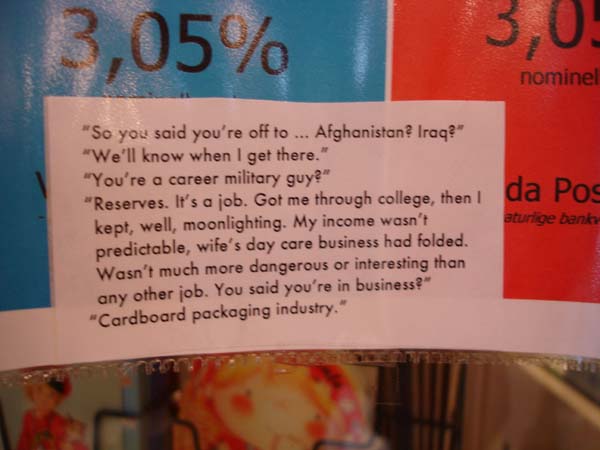 3,05%
3,05
nominel
"So you said you're off to ... Afghanistan? Iraq?"
"We'll know when I get there."
"You're a career military guy?"
"Reserves. It's a job. Got me through college, then I
kept, well, moonlighting. My income wasn't
predictable, wife's day care business had folded.
Wasn't much more dangerous or interesting than
any other job. You said you're in business?"
"Cardboard packaging industry."
da Pos
aturlige bankv